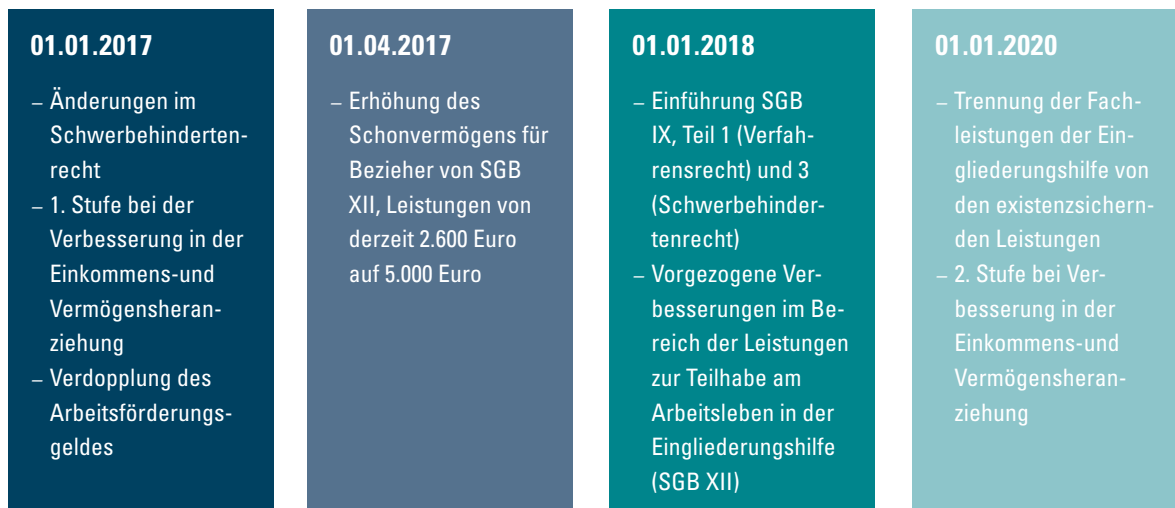 01.01.2017
– Änderungen im
Schwerbehinderten-
recht
– 1. Stufe bei der
Verbesserung in der
Einkommens-und
Vermögensheran-
ziehung
– Verdopplung des
Arbeitsförderungs-
geldes
01.04.2017
– Erhöhung des
Schonvermögens für
Bezieher von SGB
XII, Leistungen von
derzeit 2.600 Euro
auf 5.000 Euro
01.01.2018
– Einführung SGB
IX, Teil 1 (Verfah-
rensrecht) und 3
(Schwerbehinder-
tenrecht)
– Vorgezogene Ver-
besserungen im Be-
reich der Leistungen
zur Teilhabe am
Arbeitsleben in der
Eingliederungshilfe
(SGB XII)
01.01.2020
– Trennung der Fach-
leistungen der Ein-
gliederungshilfe von
den existenzsichern-
den Leistungen
– 2. Stufe bei Ver-
besserung in der
Einkommens-und
Vermögensheran-
ziehung